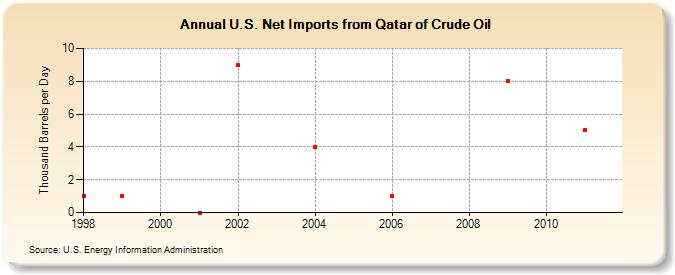 Annual U.S. Net Imports from Qatar of Crude Oil
Thousand Barrels per Day
10
8
6
4
2
0
1998 2000 2002 2004 2006 2008 2010
Source: U.S. Energy Information Administration